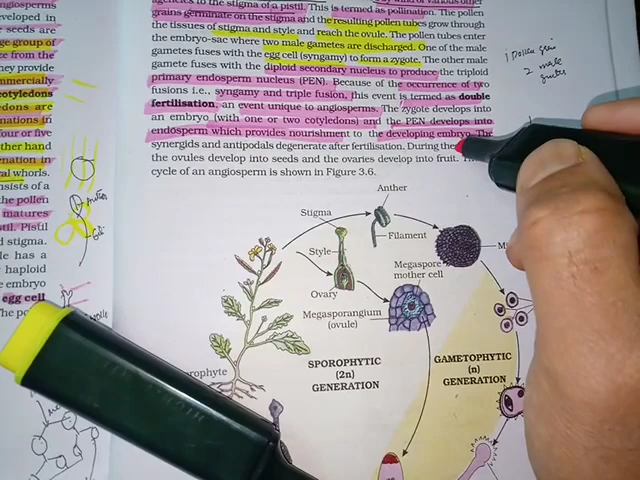 angiosperms
developed in
e seeds are
ge group of
ze from the
ney provide
mmercially
cotyledons
dons are
nations in
four or five
ther hand
enation in
ral whorls.
nsists of a
the pollen
matures
stil. Pistil
d stigma.
le has a
haploid
e embryo
egg cell
The po
agencies to the stigma of a pistil. This is termed as pollination. The pollen
grains germinate on the stigma and the resulting pollen tubes grow through
the tissues of stigma and style and reach the ovule. The pollen tubes enter
the embryo-sac where two male gametes are discharged. One of the male
gametes fuses with the egg cell (syngamy) to form a zygote. The other male
gamete fuses with the diploid secondary nucleus to produce the triploid
primary endosperm nucleus (PEN). Because of the occurrence of two
fusions i.e., syngamy and triple fusion, this event is termed as double
fertilisation, an event unique to angiosperms. The zygote develops into
an embryo (with one or two cotyledons) and the PEN develops into
endosperm which provides nourishment to the developing embryo. The
synergids and antipodals degenerate after fertilisation. During the
the ovules develop into seeds and the ovaries develop into fruit. T
cycle of an angiosperm is shown in Figure 3.6.
2 male
Anther
Stigma
Filament
Style
Mi
Megaspore
mother cell
Ovary
Megasporangium
(ovule)
rophyte
SPOROPHYTIC
(2n)
GENERATION
GAMETOPHYTIC
(n)
GENERATION